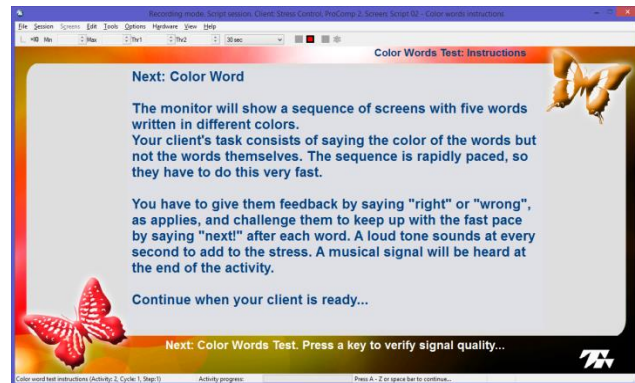 Recording mode. Script session. Client: Stress Control, ProComp 2. Screen: Script 02 - Color words instructions
File Session Screens Edit Tools Options Hardware View Help
Min Max Thr1 Thr2 30 sec
Color Words Test: Instructions
Next: Color Word
The monitor will show a sequence of screens with five words
written in different colors.
Your client's task consists of saying the color of the words but
not the words themselves. The sequence is rapidly paced, so
they have to do this very fast.
You have to give them feedback by saying "right" or "wrong",
as applies, and challenge them to keep up with the fast pace
by saying "next!" after each word. A loud tone sounds at every
second to add to the stress. A musical signal will be heard at
the end of the activity.
Continue when your client is ready...
Next: Color Words Test. Press a key to verify signal quality...
Color word test instructions (Activity: 2, Cycle: 1, Step:1) Activity progress: Press A - Z or space bar to continue...